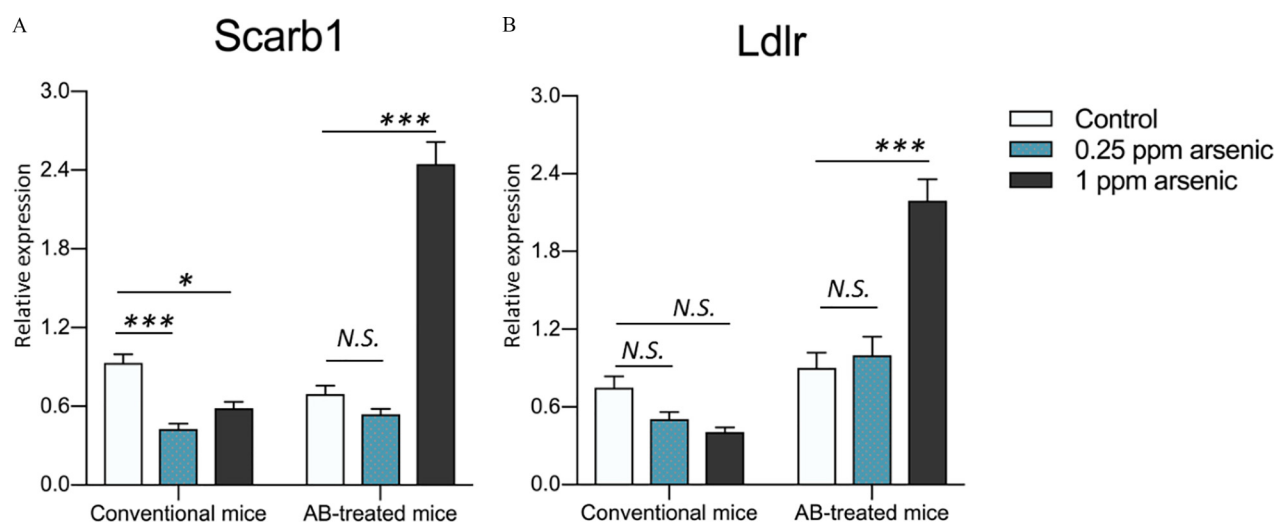 A
Scarb1
Relative expression
3.0
2.4
1.8
1.2
0.6
0.0
***
*
***
N.S.
Conventional mice
AB-treated mice
B
Ldlr
Relative expression
3.0
2.4
1.8
1.2
0.6
0.0
***
N.S.
N.S.
N.S.
Conventional mice
AB-treated mice
Control
0.25 ppm arsenic
1 ppm arsenic